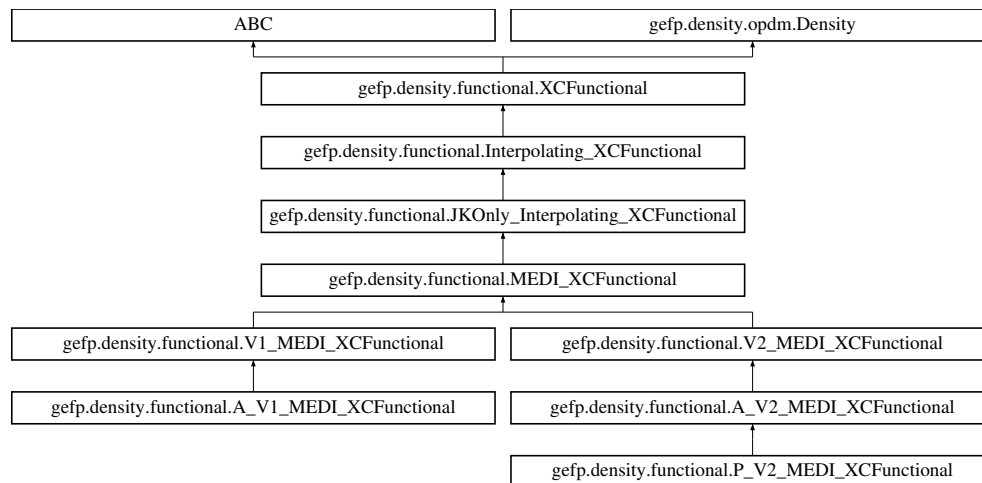 ABC
gefp.density.opdm.Density
gefp.density.functional.XCFunctional
gefp.density.functional.Interpolating_XCFunctional
gefp.density.functional.JKOnly_Interpolating_XCFunctional
gefp.density.functional.MEDI_XCFunctional
gefp.density.functional.V1_MEDI_XCFunctional
gefp.density.functional.V2_MEDI_XCFunctional
gefp.density.functional.A_V1_MEDI_XCFunctional
gefp.density.functional.A_V2_MEDI_XCFunctional
gefp.density.functional.P_V2_MEDI_XCFunctional